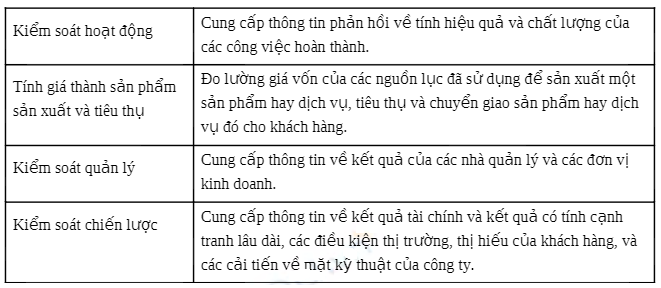 Kiểm soát hoạt động
Cung cấp thông tin phản hồi về tính hiệu quả và chất lượng của
các công việc hoàn thành.
Tính giá thành sản phẩm
sản xuất và tiêu thụ
Đo lường giá vốn của các nguồn lục đã sử dụng để sản xuất một
sản phẩm hay dịch vụ, tiêu thụ và chuyển giao sản phẩm hay dịch
vụ đó cho khách hàng.
Kiểm soát quản lý
Cung cấp thông tin về kết quả của các nhà quản lý và các đơn vị
kinh doanh.
Kiểm soát chiến lược
Cung cấp thông tin về kết quả tài chính và kết quả có tính cạnh
tranh lâu dài, các điều kiện thị trường, thị hiếu của khách hàng, và
các cải tiến về mặt kỹ thuật của công ty.